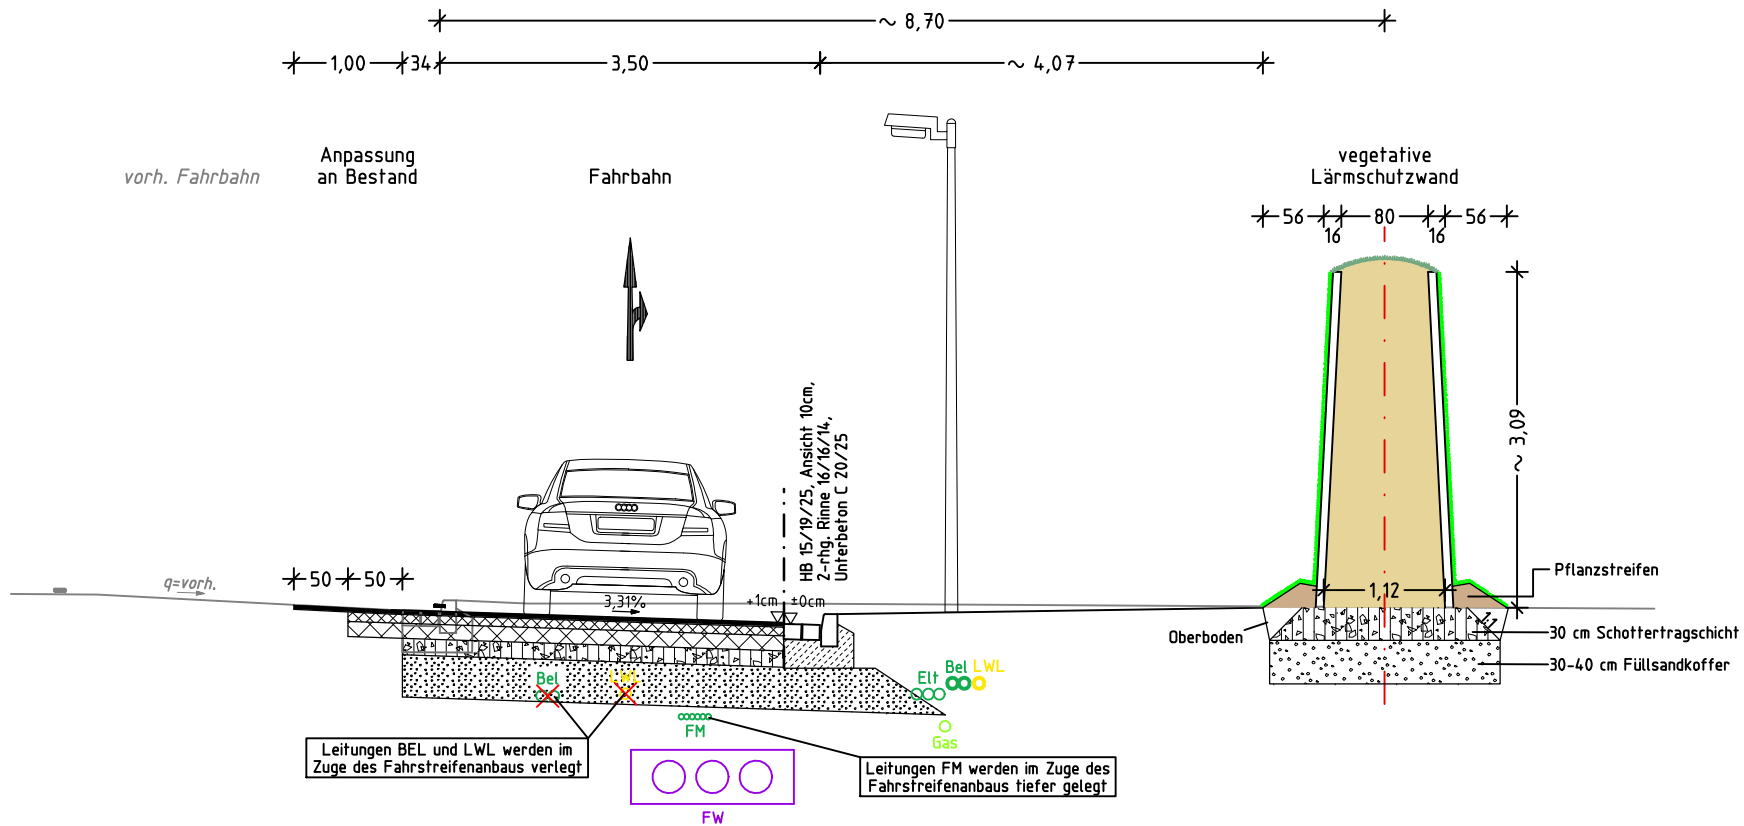 ~ 8,70
1,00
34
3,50
~ 4,07
vorh. Fahrbahn
Anpassung
an Bestand
Fahrbahn
vegetative
Lärmschutzwand
56
80
56
16
16
~ 3,09
HB 15/19/25, Ansicht 10cm,
2-rhg. Rinne 16/16/14,
Unterbeton C 20/25
50
50
q=vorh.
3,31%
+1cm
±0cm
1,12
1:1
Pflanzstreifen
Oberboden
30 cm Schottertragschicht
30-40 cm Füllsandkoffer
Bel
LWL
Elt
Bel
LWL
FM
Gas
Leitungen BEL und LWL werden im
Zuge des Fahrstreifenanbaus verlegt
Leitungen FM werden im Zuge des
Fahrstreifenanbaus tiefer gelegt
FW